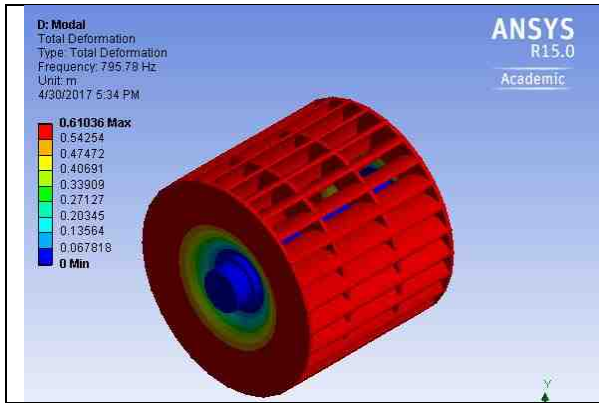 D: Modal
Total Deformation
Type: Total Deformation
Frequency: 795.78 Hz
Unit: m
4/30/2017 5:34 PM
0.61036 Max
0.54254
0.47472
0.40691
0.33909
0.27127
0.20345
0.13564
0.067818
0 Min
ANSYS
R15.0
Academic
Y